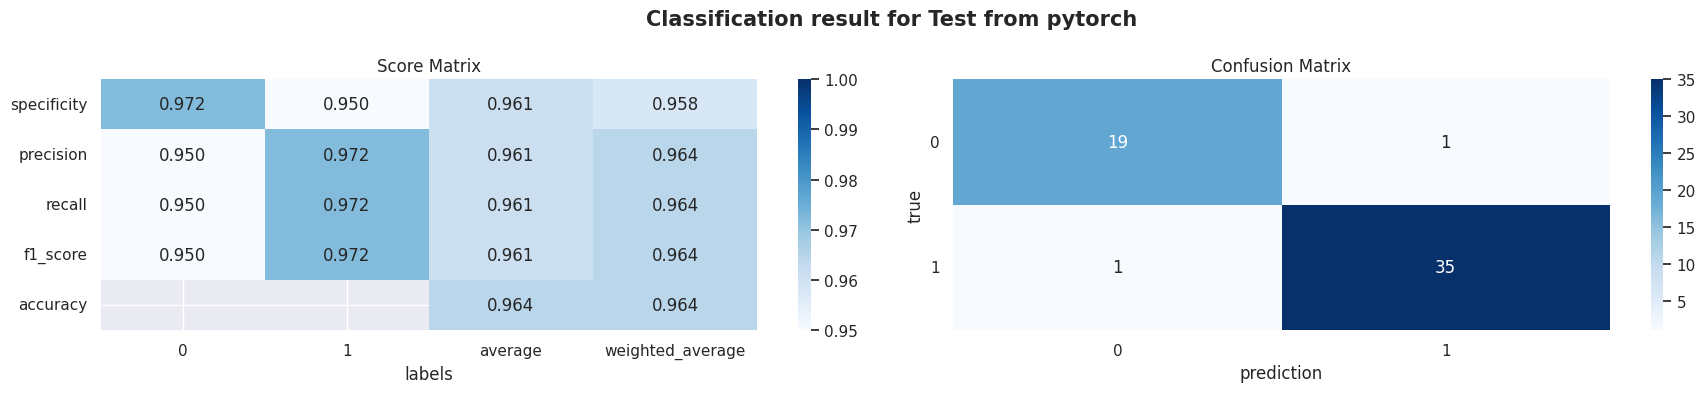 Classification result for Test from pytorch
Score Matrix
specificity 0.972 0.950 0.961 0.958
precision 0.950 0.972 0.961 0.964
recall 0.950 0.972 0.961 0.964
f1_score 0.950 0.972 0.961 0.964
accuracy 0.964 0.964
0 1 average weighted_average
labels
1.00
0.99
0.98
0.97
0.96
0.95
Confusion Matrix
true
0 19 1
1 1 35
0 1
prediction
35
30
25
20
15
10
5